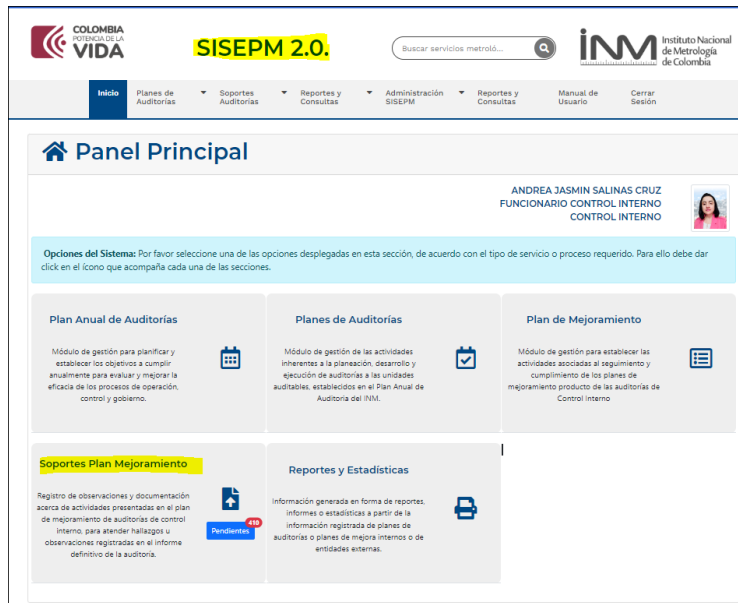 COLOMBIA
POTENCIA DE LA
VIDA
SISEPM 2.0.
Buscar servicios metroló...
INM
Instituto Nacional
de Metrología
de Colombia
Inicio
Planes de
Auditorías
Soportes
Auditorías
Reportes y
Consultas
Administración
SISEPM
Reportes y
Consultas
Manual de
Usuario
Cerrar
Sesión
Panel Principal
ANDREA JASMIN SALINAS CRUZ
FUNCIONARIO CONTROL INTERNO
CONTROL INTERNO
Opciones del Sistema: Por favor seleccione una de las opciones desplegadas en esta sección, de acuerdo con el tipo de servicio o proceso requerido. Para ello debe dar
click en el ícono que acompaña cada una de las secciones.
Plan Anual de Auditorías
Módulo de gestión para planificar y
establecer los objetivos a cumplir
anualmente para evaluar y mejorar la
eficacia de los procesos de operación,
control y gobierno.
Planes de Auditorías
Módulo de gestión de las actividades
inherentes a la planeación, desarrollo y
ejecución de auditorías a las unidades
auditables, establecidos en el Plan Anual de
Auditoria del INM.
Plan de Mejoramiento
Módulo de gestión para establecer las
actividades asociadas al seguimiento y
cumplimiento de los planes de
mejoramiento producto de las auditorías de
Control interno
Soportes Plan Mejoramiento
Registro de observaciones y documentación
acerca de actividades presentadas en el plan
de mejoramiento de auditorías de control
interno, para atender hallazgos u
observaciones registradas en el informe
definitivo de la auditoría.
410
Pendientes
Reportes y Estadísticas
Información generada en forma de reportes,
informes o estadísticas a partir de la
información registrada de planes de
auditorías o planes de mejora internos o de
entidades externas.